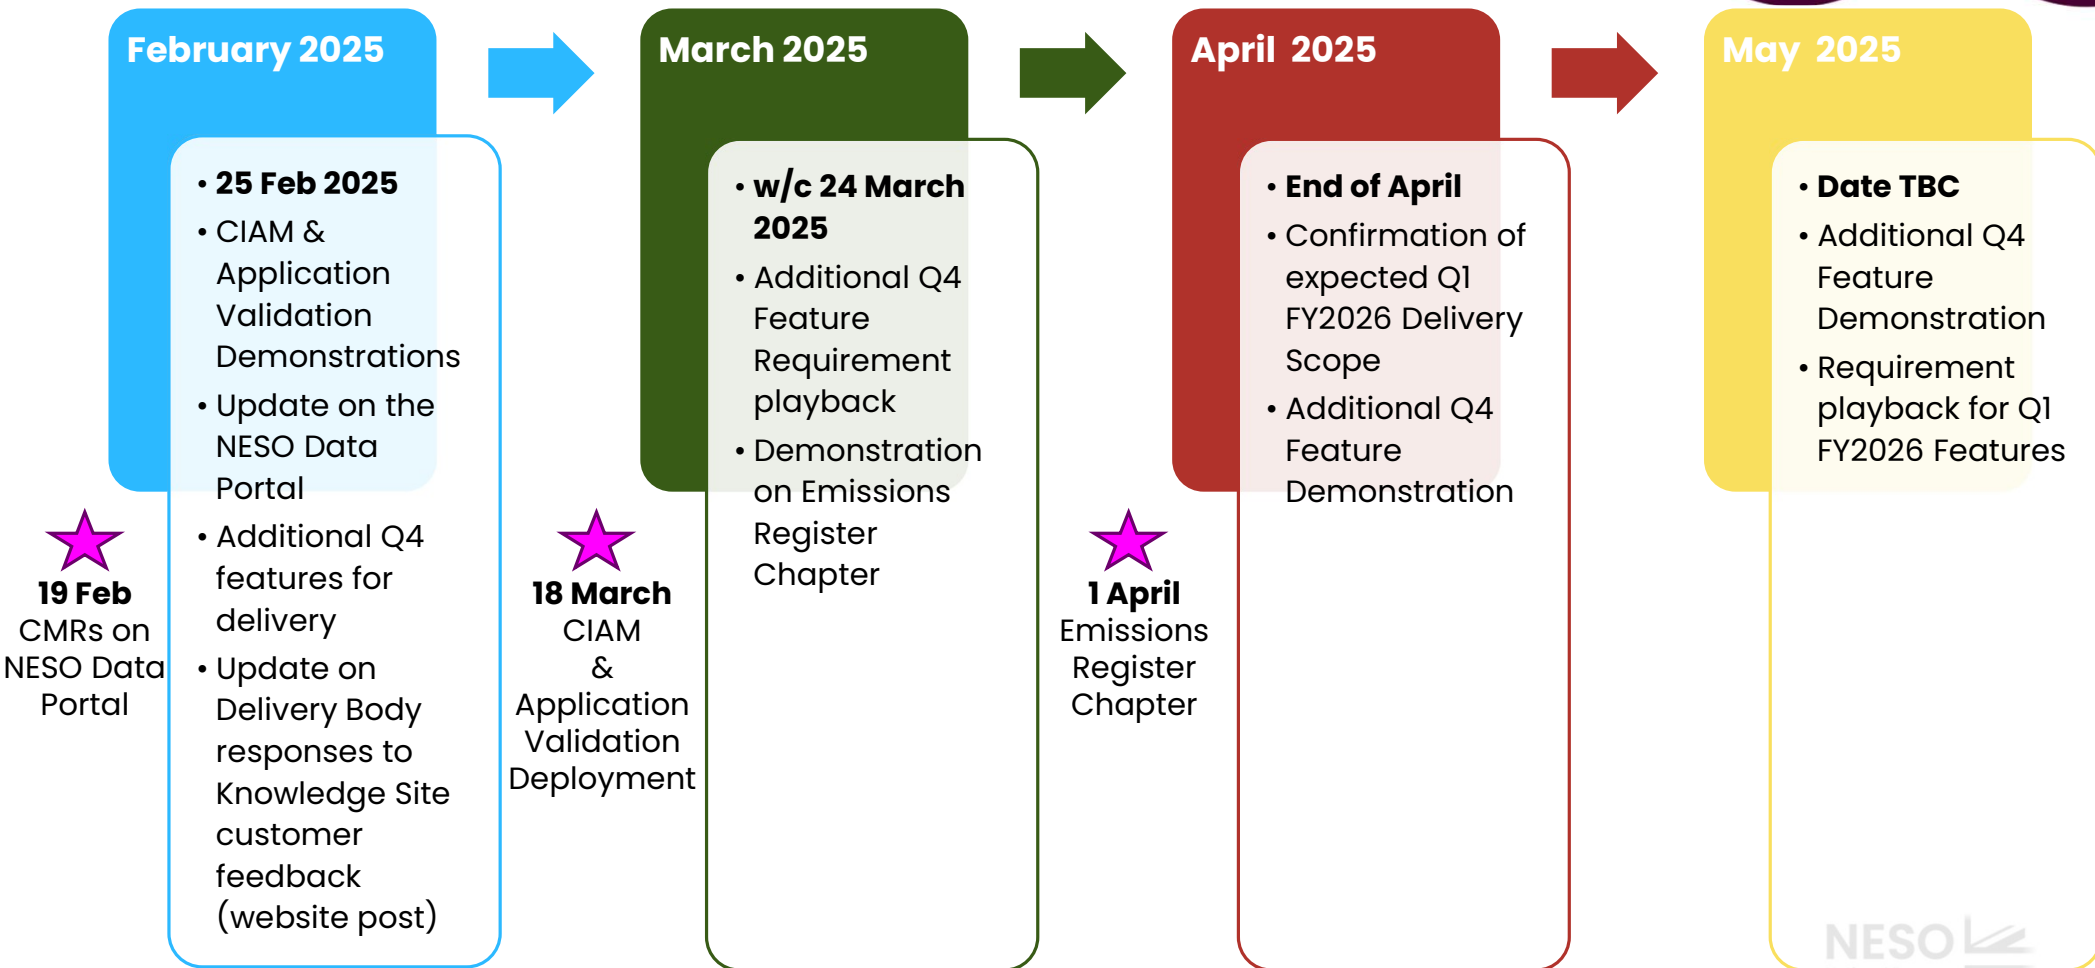 February 2025
• 25 Feb 2025
• CIAM &
Application
Validation
Demonstrations
• Update on the
NESO Data
Portal
• Additional Q4
features for
delivery
• Update on
Delivery Body
responses to
Knowledge Site
customer
feedback
(website post)
19 Feb
CMRs on
NESO Data
Portal
March 2025
• w/c 24 March
2025
• Additional Q4
Feature
Requirement
playback
• Demonstration
on Emissions
Register
Chapter
18 March
CIAM
&
Application
Validation
Deployment
April 2025
• End of April
• Confirmation of
expected Q1
FY2026 Delivery
Scope
• Additional Q4
Feature
Demonstration
1 April
Emissions
Register
Chapter
May 2025
• Date TBC
• Additional Q4
Feature
Demonstration
• Requirement
playback for Q1
FY2026 Features
NESO